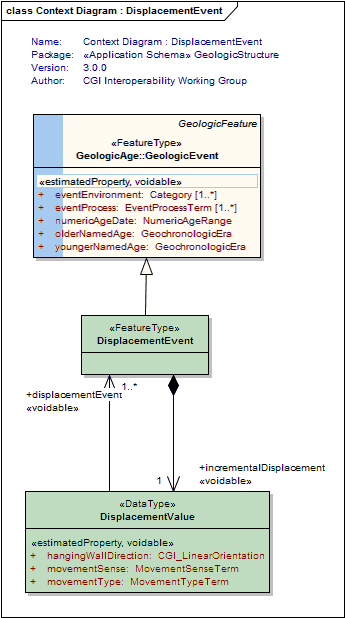 class Context Diagram : DisplacementEvent
Name: Context Diagram : DisplacementEvent
Package: «Application Schema» GeologicStructure
Version: 3.0.0
Author: CGI Interoperability Working Group
GeologicFeature
«FeatureType»
GeologicAge::GeologicEvent
«estimatedProperty, voidable»
+ eventEnvironment: Category [1..*]
+ eventProcess: EventProcessTerm [1..*]
+ numericAgeDate: NumericAgeRange
+ olderNamedAge: GeochronologicEra
+ youngerNamedAge: GeochronologicEra
«FeatureType»
DisplacementEvent
+displacementEvent
1..*
«voidable»
1
+incrementalDisplacement
«voidable»
«DataType»
DisplacementValue
«estimatedProperty, voidable»
+ hangingWallDirection: CGI_LinearOrientation
+ movementSense: MovementSenseTerm
+ movementType: MovementTypeTerm